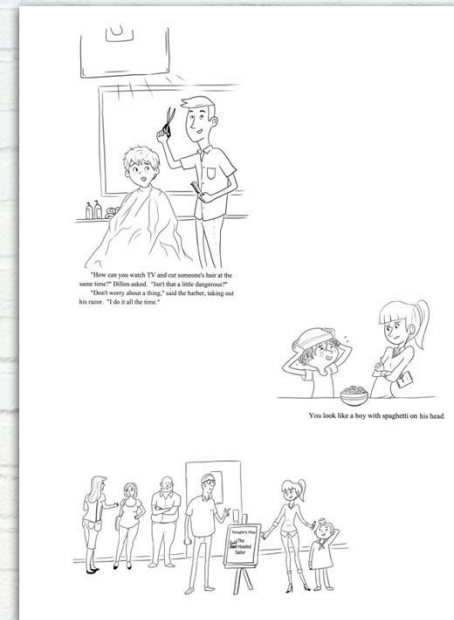 "How can you watch TV and cut someone's hair at the
same time?" Dillon asked. "Isn't that a little dangerous?"
"Don't worry about a thing," said the barber, taking out
his razor. "I do it all the time."
You look like a boy with spaghetti on his head
Tonight's Play
The
Headed
Sailor